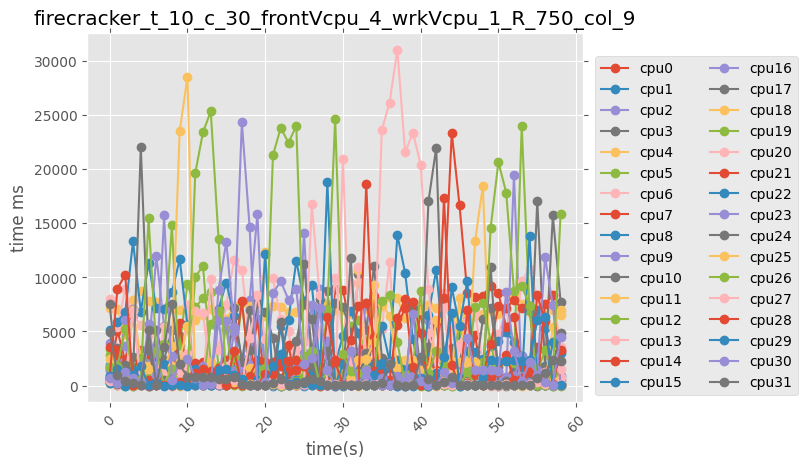 firecracker_t_10_c_30_frontVcpu_4_wrkVcpu_1_R_750_col_9
time ms
30000
25000
20000
15000
10000
5000
0
0
10
20
30
40
50
60
time(s)
cpu0
cpu1
cpu2
cpu3
cpu4
cpu5
cpu6
cpu7
cpu8
cpu9
cpu10
cpu11
cpu12
cpu13
cpu14
cpu15
cpu16
cpu17
cpu18
cpu19
cpu20
cpu21
cpu22
cpu23
cpu24
cpu25
cpu26
cpu27
cpu28
cpu29
cpu30
cpu31